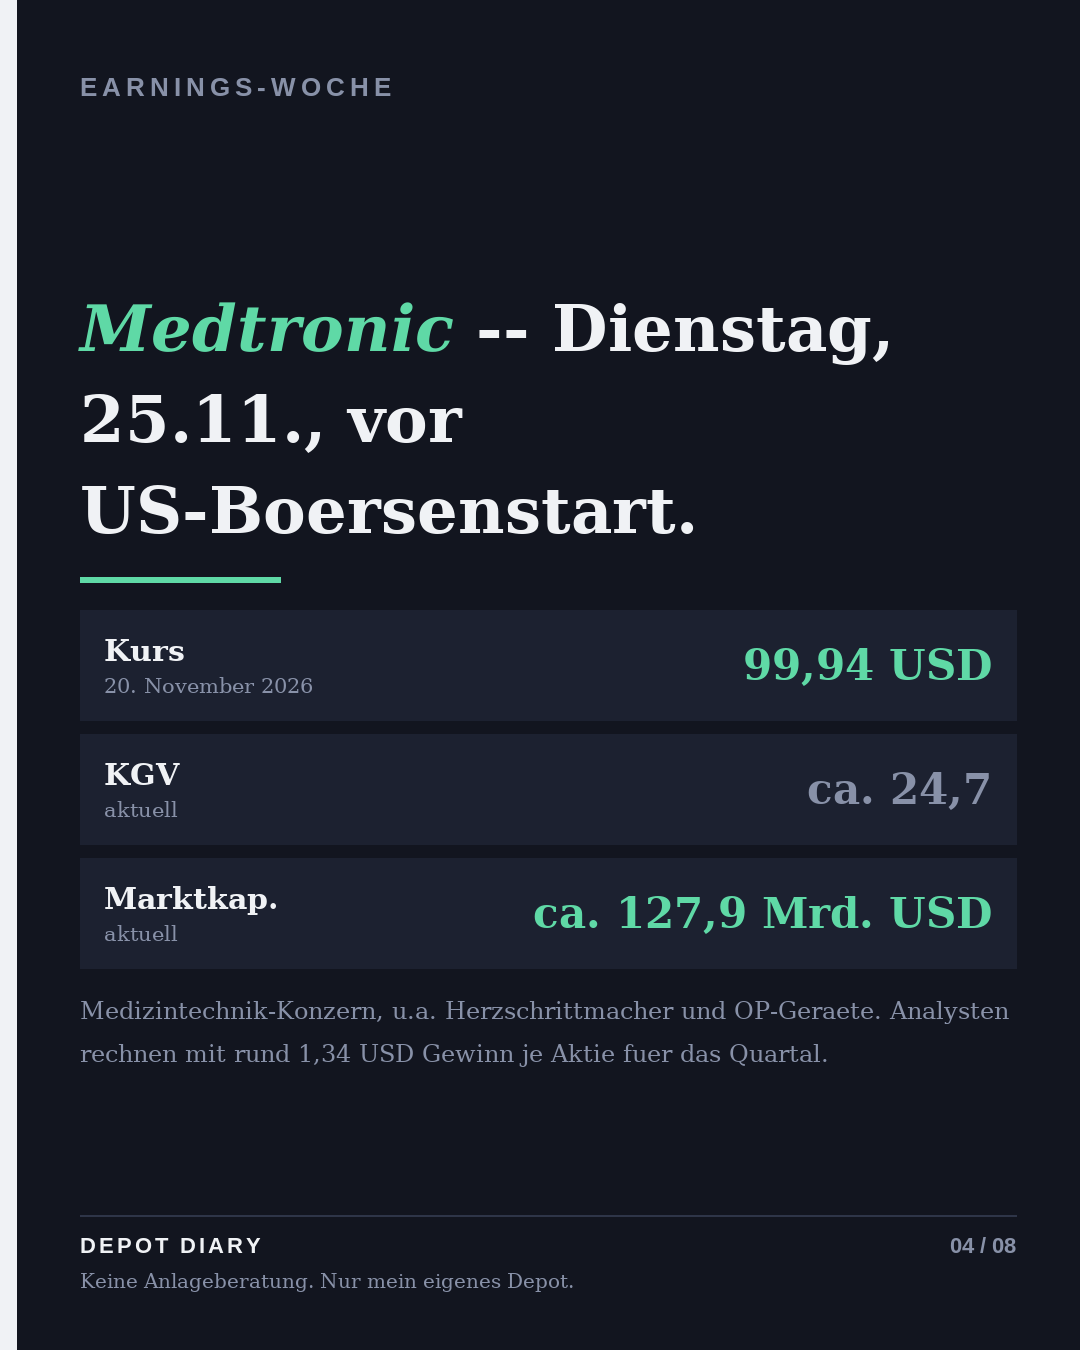 EARNINGS-WOCHE
Medtronic -- Dienstag,
25.11., vor
US-Boersenstart.
Kurs
99,94 USD
20. November 2026
KGV
ca. 24,7
aktuell
Marktkap.
ca. 127,9 Mrd. USD
aktuell
Medizintechnik-Konzern, u.a. Herzschrittmacher und OP-Geraete. Analysten
rechnen mit rund 1,34 USD Gewinn je Aktie fuer das Quartal.
DEPOT DIARY
04 / 08
Keine Anlageberatung. Nur mein eigenes Depot.